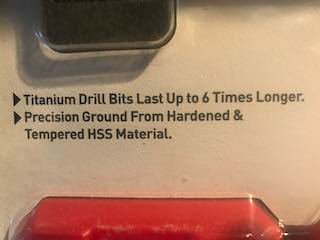 ▶Titanium Drill Bits Last Up to 6 Times Longer.
▶Precision Ground From Hardened &
Tempered HSS Material.